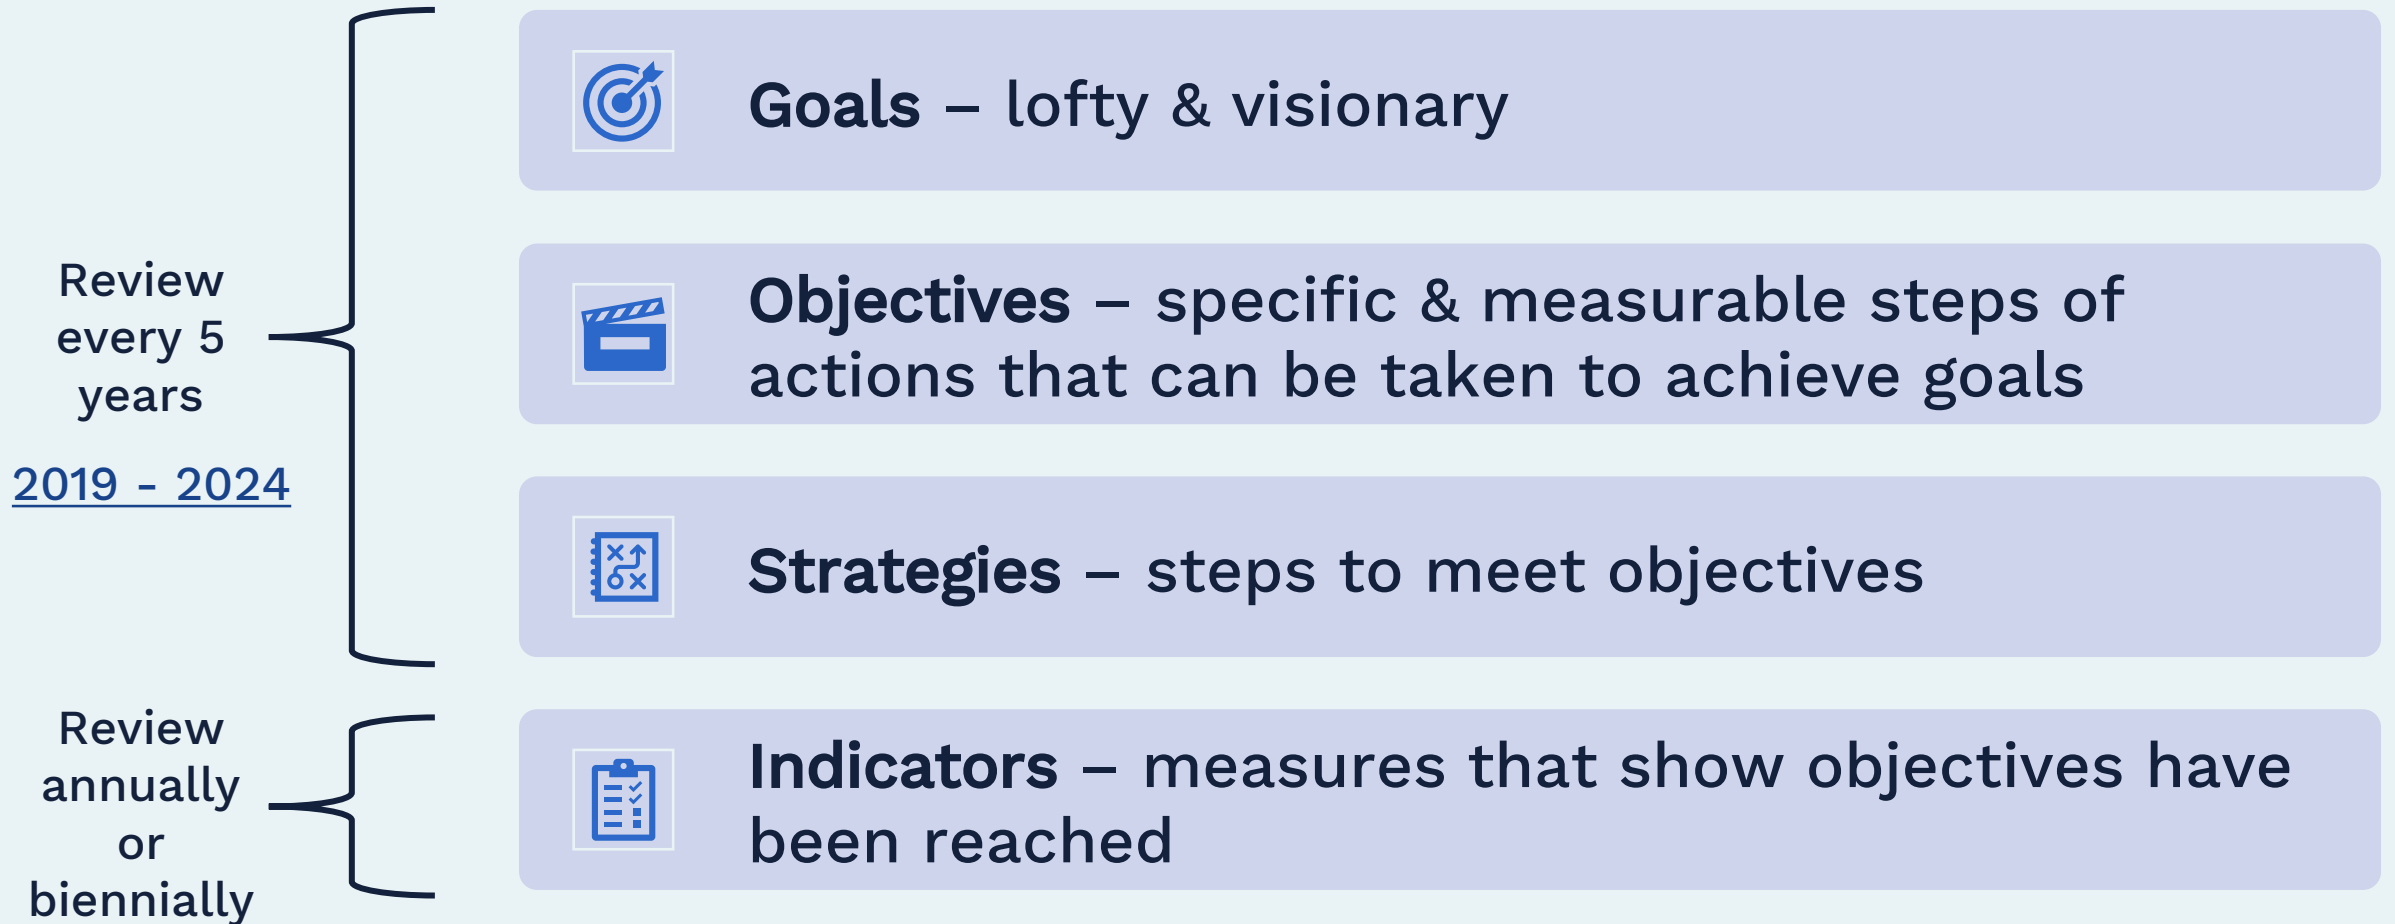 Review
every 5
years
2019 - 2024
Goals – lofty & visionary
Objectives – specific & measurable steps of
actions that can be taken to achieve goals
Strategies – steps to meet objectives
Review
annually
or
biennially
Indicators – measures that show objectives have
been reached